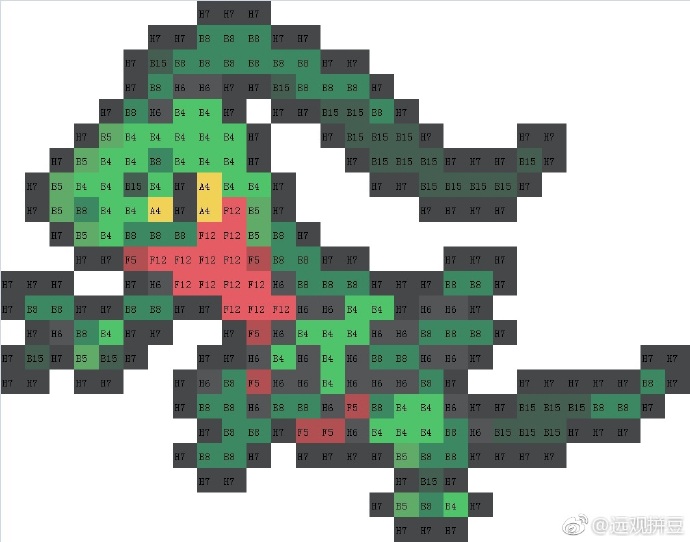 H7 H7 H7
H7 H7 B8 B8 B8 H7 H7
H7 B15 B8 B8 B8 B8 B8 B8 H7 H7
H7 B8 H6 H6 H7 H7 B15 B8 B8 B8 H7
H7 B8 H6 B4 B4 H7 H7 H7 B15 B15 B8 H7
H7 B5 B4 B4 B4 B4 B4 H7 H7 B15 B15 B15 H7 H7 H7
H7 B5 B4 B4 B8 B4 B4 B4 H7 H7 B15 B15 B15 H7 H7 H7 B15 H7
H7 B5 B4 B4 B15 B4 H7 A4 B4 B4 H7 H7 H7 B15 B15 B15 B15 H7
H7 B5 B8 B4 B4 A4 H7 A4 F12 B5 H7 H7 H7 H7 H7
H7 B5 B4 B8 B8 B8 F12 F12 B5 B8 H7
H7 H7 F5 F12 F12 F12 F12 F5 B8 B8 H7 H7 H7 H7 H7
H7 H7 H7 H7 H6 F12 F12 F12 F12 H6 B8 B8 B8 H7 H7 H7 B8 B8 H7
H7 B8 B8 H7 H7 B8 B8 H7 H7 F12 F12 F12 H6 H6 B4 B4 H7 H6 H6 H7
H7 H6 B8 B4 H7 H7 H7 F5 H6 B4 B4 B4 H6 H6 B8 B8 B8 H7
H7 B15 H7 B5 B15 H7 H7 H7 H6 B4 H6 B4 H6 B8 B8 H6 H6 H7 H7 H7
H7 H7 H7 H7 H7 H6 B8 F5 H6 H6 B4 H6 H6 H6 B8 H7 H7 H7 H7 H7 H7 B8 H7
H7 B8 B8 H6 B8 B8 H6 F5 B8 B4 B4 H6 H7 H7 B15 B15 B15 B8 B8 H7
H7 B8 B8 H7 F5 F5 H6 B4 B4 B4 B8 H6 B15 B15 B15 H7 H7 H7
H7 B8 B8 H7 H7 H7 H7 H7 B5 B8 B8 H7 H7 H7 H7
H7 H7 H7 B15 H7
H7 B5 B8 B4 H7
H7 H7 H7
@远观拼豆